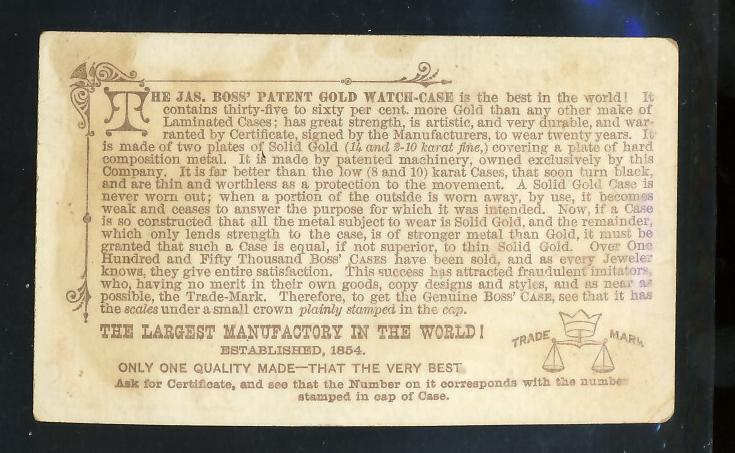 THE JAS. BOSS' PATENT GOLD WATCH-CASE is the best in the world! It
contains thirty-five to sixty per cent. more Gold than any other make of
Laminated Cases; has great strength, is artistic, and very durable, and war-
ranted by Certificate, signed by the Manufacturers, to wear twenty years. It
is made of two plates of Solid Gold (14 and 2-10 karat fine,) covering a plate of hard
composition metal. It is made by patented machinery, owned exclusively by this
Company. It is far better than the low (8 and 10) karat Cases, that soon turn black,
and are thin and worthless as a protection to the movement. A Solid Gold Case is
never worn out; when a portion of the outside is worn away, by use, it becomes
weak and ceases to answer the purpose for which it was intended. Now, if a Case
is so constructed that all the metal subject to wear is Solid Gold, and the remainder,
which only lends strength to the case, is of stronger metal than Gold, it must be
granted that such a Case is equal, if not superior, to thin Solid Gold. Over One
Hundred and Fifty Thousand BOSS' CASES have been sold, and as every Jeweler
knows, they give entire satisfaction. This success has attracted fraudulent imitators,
who, having no merit in their own goods, copy designs and styles, and as near as
possible, the Trade-Mark. Therefore, to get the Genuine BOSS' CASE, see that it has
the scales under a small crown plainly stamped in the cap.
THE LARGEST MANUFACTORY IN THE WORLD!
ESTABLISHED, 1854.
ONLY ONE QUALITY MADE—THAT THE VERY BEST
TRADE MARK
Ask for Certificate, and see that the Number on it corresponds with the number
stamped in cap of Case.